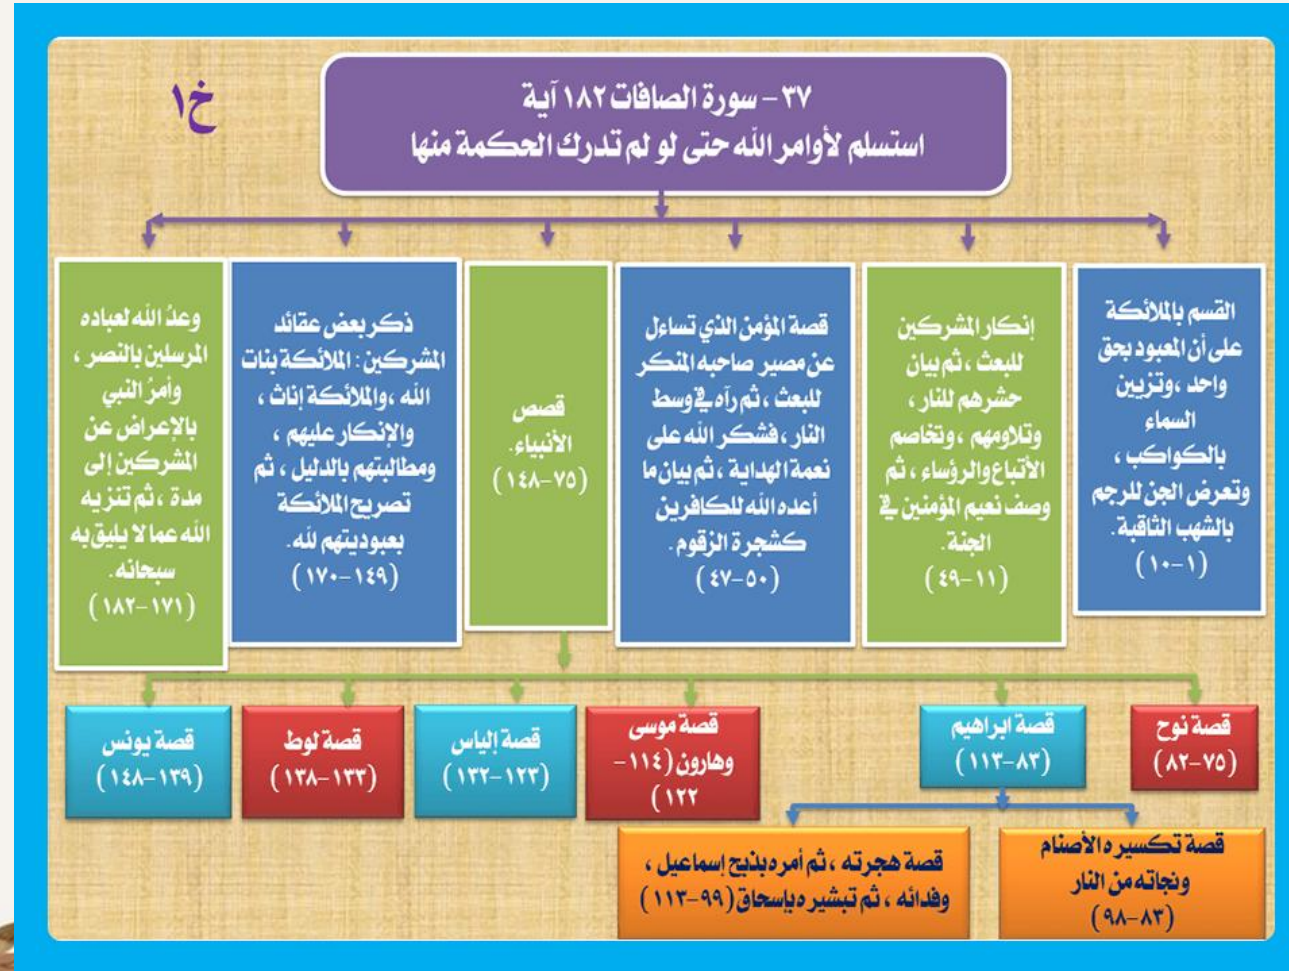 خ١
٣٧ – سورة الصافات ١٨٢ آية
استسلم لأوامر الله حتى لو لم تدرك الحكمة منها
القسم بالملائكة
على أن المعبود بحق
واحد ،وتزيين
السماء
بالكواكب ،
وتعرض الجن للرجم
بالشهب الثاقبة.
(١-١٠)
إنكار المشركين
للبعث ، ثم بيان
حشرهم للنار ،
وتلاومهم ، وتخاصم
الأتباع والرؤساء ، ثم
وصف نعيم المؤمنين في
الجنة.
(١١-٤٩)
قصة المؤمن الذي تساءل
عن مصير صاحبه المنكر
للبعث ، ثم رآه في وسط
النار ، فشكر الله على
نعمة الهداية ، ثم بيان ما
أعده الله للكافرين
كشجرة الزقوم.
(٥٠-٤٧)
قصص
الأنبياء.
(٧٥-١٤٨)
ذكر بعض عقائد
المشركين: الملائكة بنات
الله ،والملائكة إناث ،
والإنكار عليهم ،
ومطالبتهم بالدليل ، ثم
تصريح الملائكة
بعبوديتهم لله.
(١٤٩-١٧٠)
وعدُ الله لعباده
المرسلين بالنصر ،
وأمرُ النبي
بالإعراض عن
المشركين إلى
مدة ، ثم تنزيه
الله عما لا يليق به
سبحانه.
(١٧١-١٨٢)
قصة نوح
(٧٥-٨٢)
قصة ابراهيم
(٨٣-١١٣)
قصة موسى
وهارون (١١٤-
١٢٢)
قصة إلياس
(١٢٣-١٣٢)
قصة لوط
(١٣٣-١٣٨)
قصة يونس
(١٣٩-١٤٨)
قصة تكسيره الأصنام
ونجاته من النار
(٨٣-٩٨)
قصة هجرته ، ثم أمره بذبح إسماعيل ،
وفدائه ، ثم تبشيره بإسحاق (٩٩-١١٣)